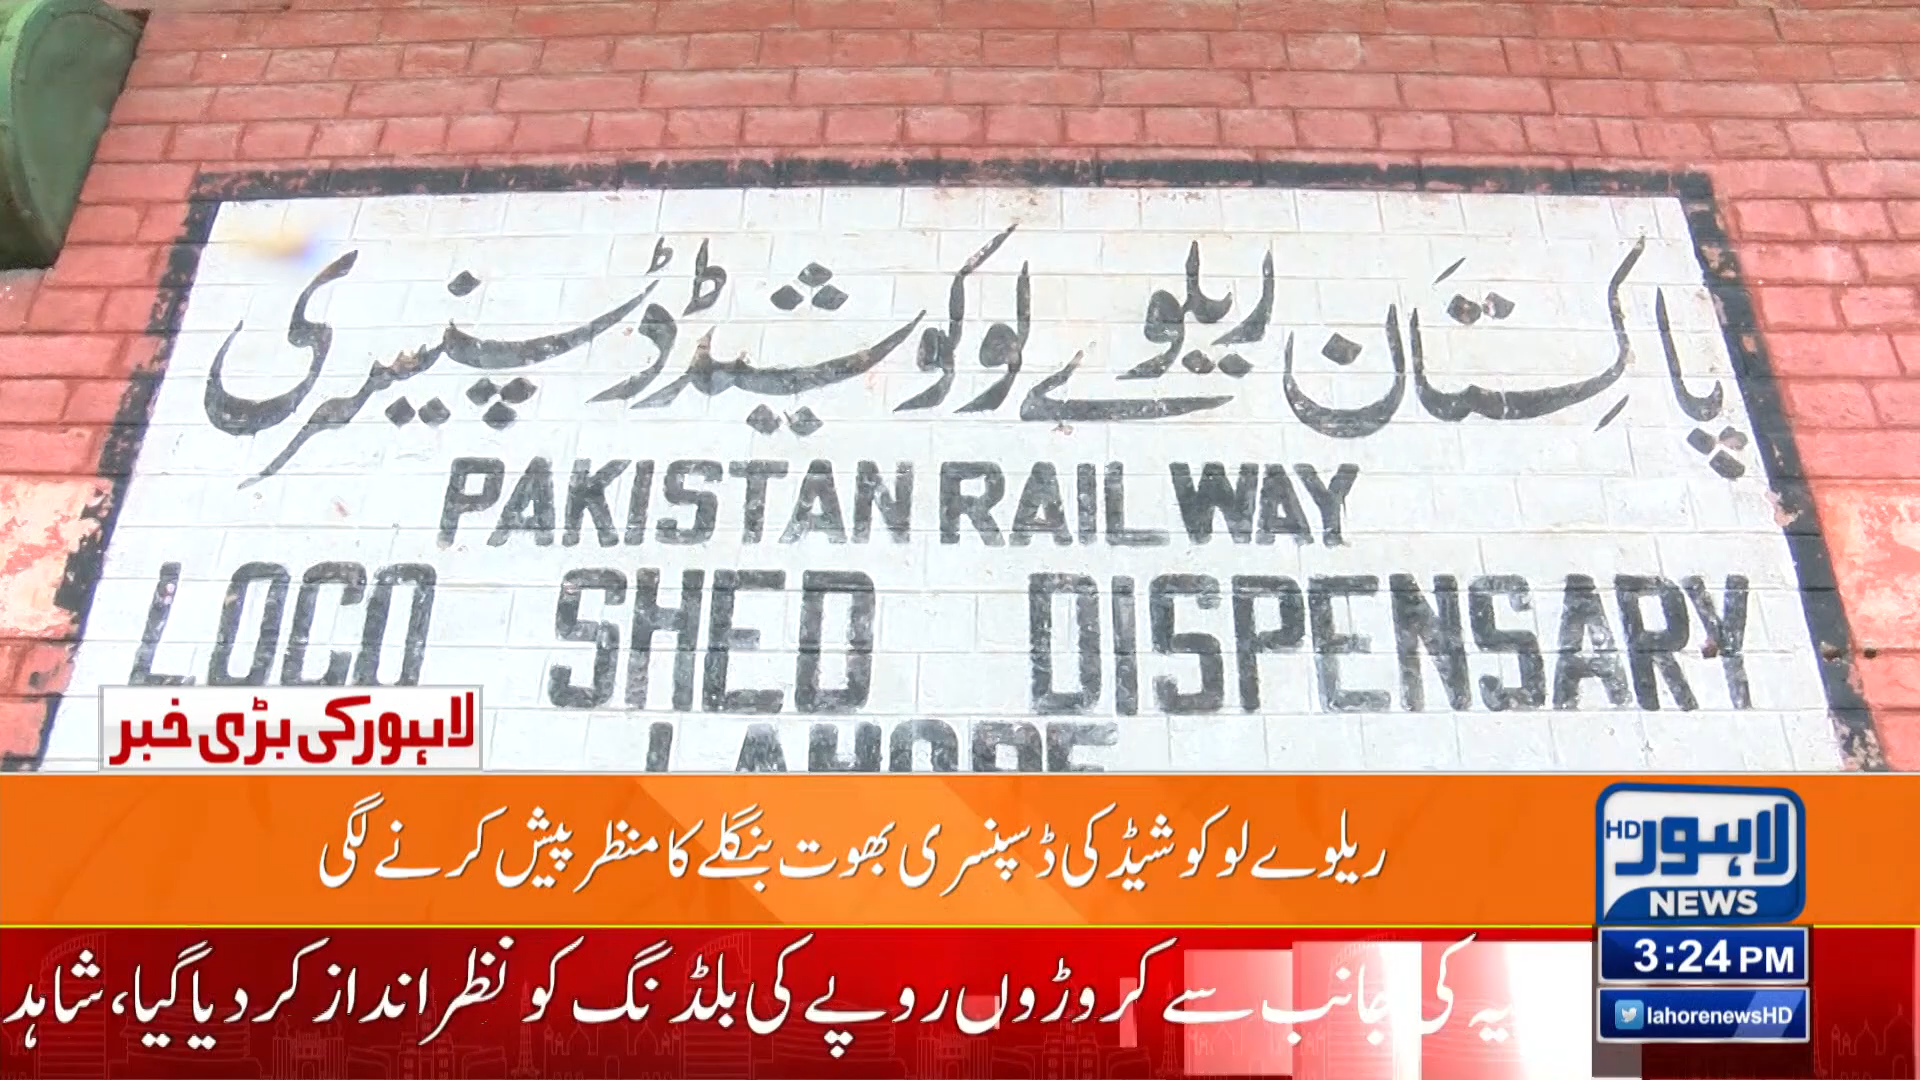 پاکستان ریلوے لوکوشیڈ ڈسپنسری
PAKISTAN RAILWAY
LOCO SHED DISPENSARY
LAHORE
لاہور کی بڑی خبر
ریلوے لوکو شیڈ کی ڈسپنسری بھوت بنگلے کا منظر پیش کرنے لگی
HD لاہور
NEWS
کی جانب سے کروڑوں روپے کی بلڈنگ کو نظر انداز کر دیا گیا، شاہد
3:24 PM
lahorenewsHD